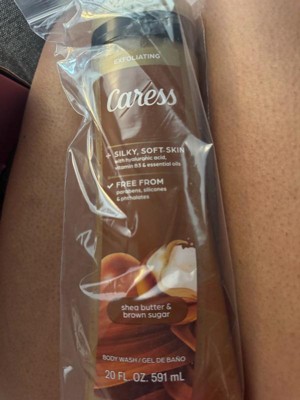 EXFOLIATING
Caress
SILKY, SOFT SKIN
with hyaluronic acid,
vitamin B3 & essential oils
FREE FROM
parabens, silicones
& phthalates
shea butter &
brown sugar
BODY WASH / GEL DE BAÑO
20 FL. OZ. 591 mL